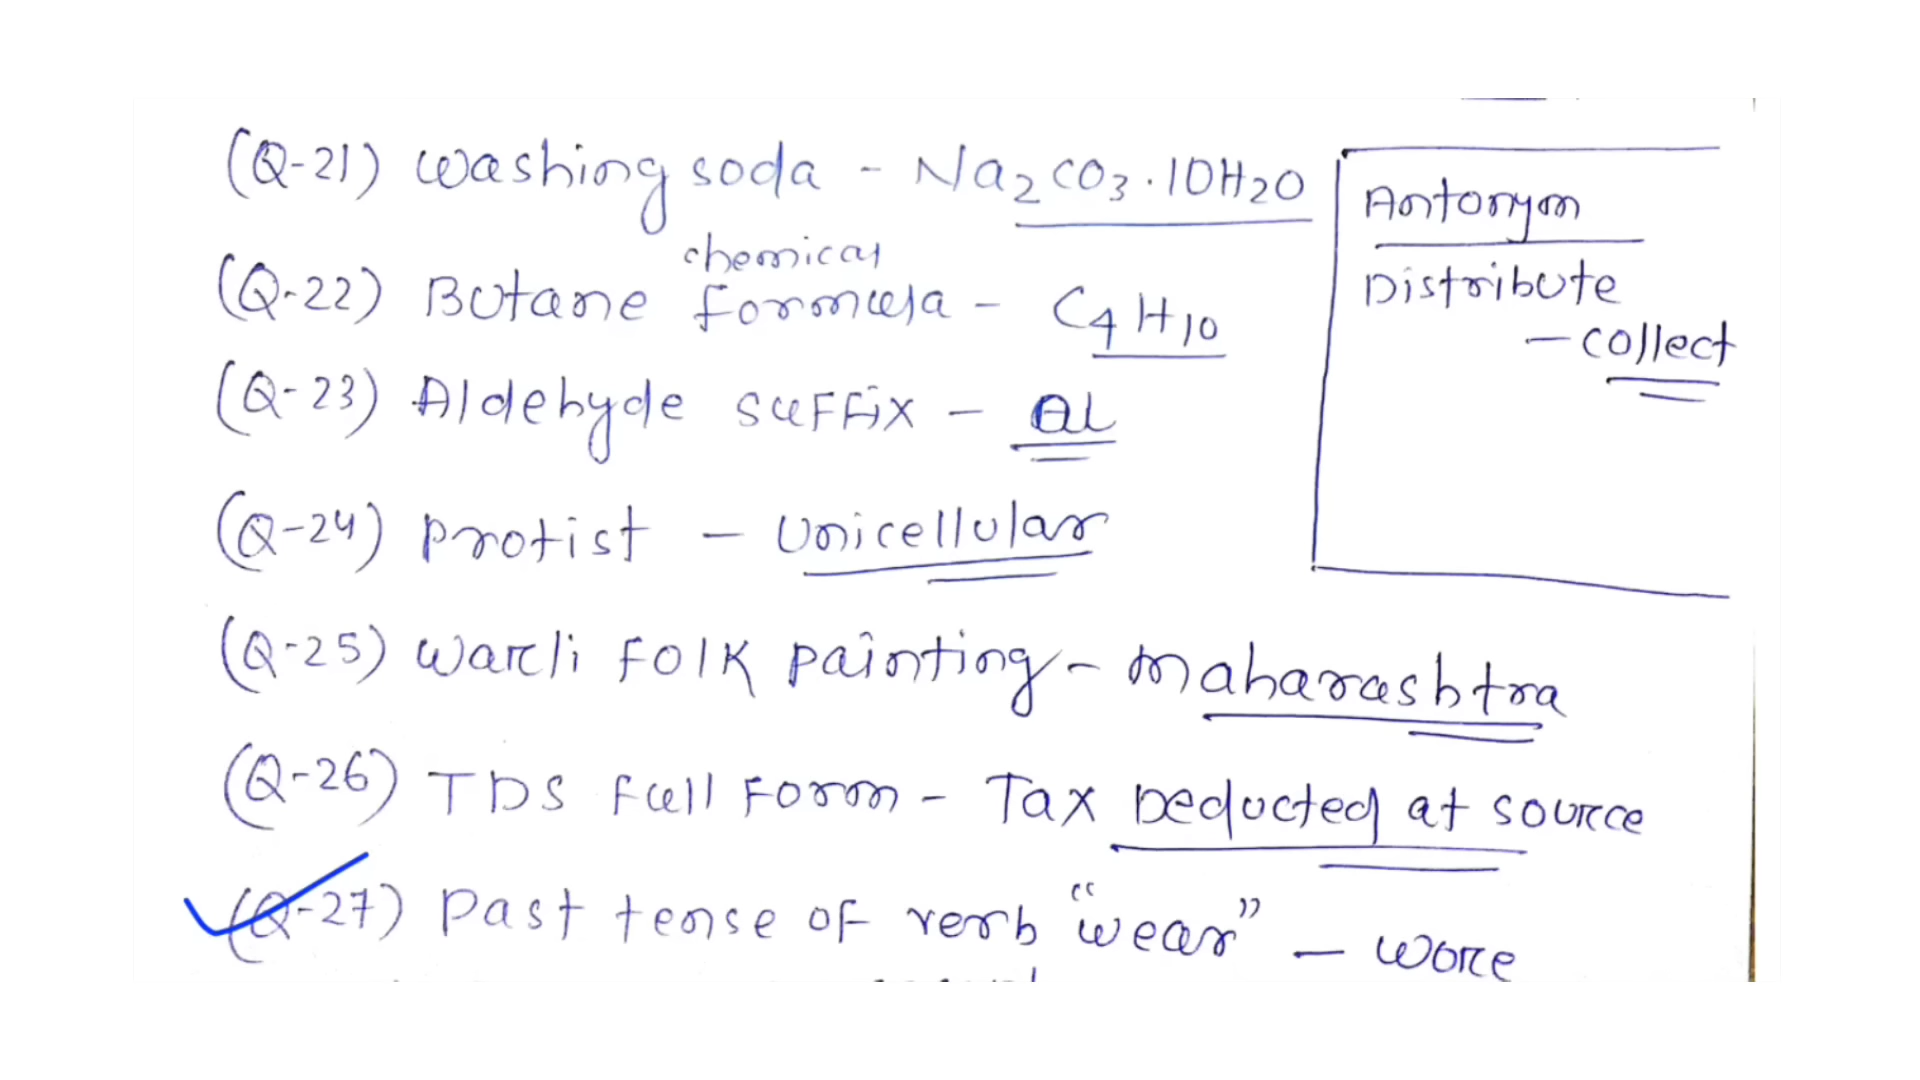 (Q-21) Washing soda - Na2CO3.10H2O
(Q-22) Butane chemical formula - C4H10
(Q-23) Aldehyde suffix - al
(Q-24) Protist - Unicellular
(Q-25) Warli Folk painting - Maharashtra
(Q-26) TDS full Form - Tax Deducted at source
(Q-27) Past tense of verb "wear" - wore
Antonym
Distribute
- collect